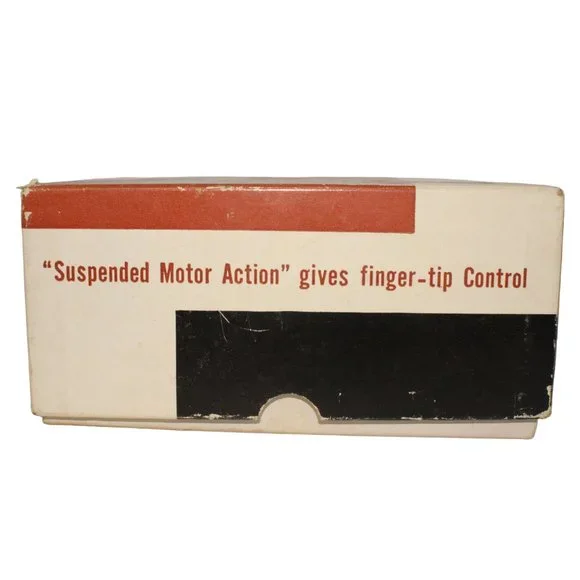 “Suspended Motor Action” gives finger-tip Control